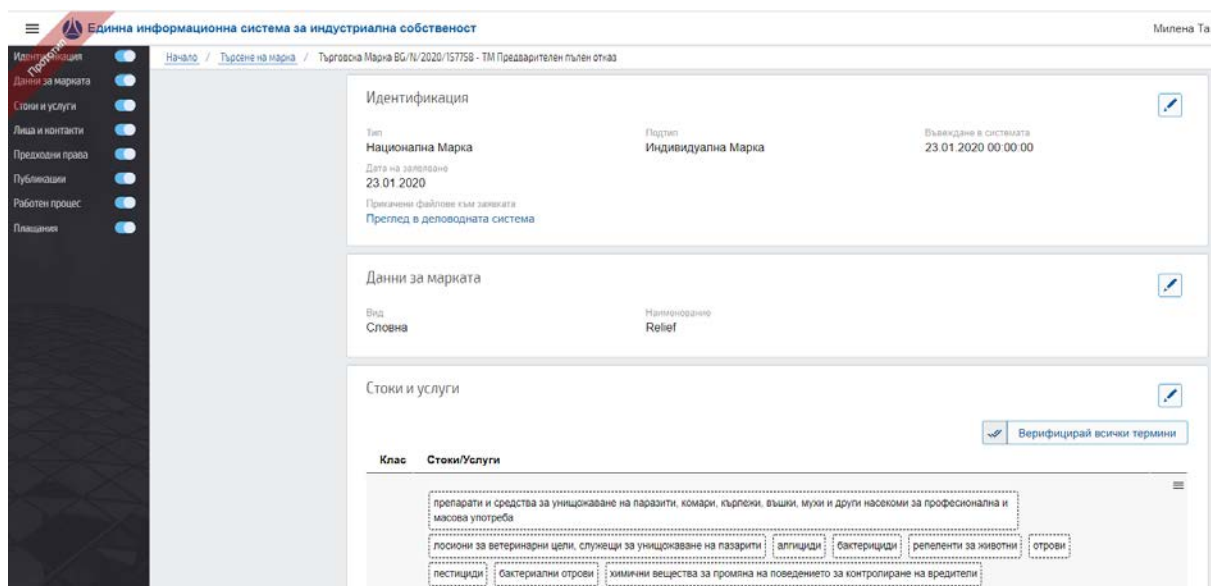 Единна информационна система за индустриална собственост
Милена Та
Прототип
Идентификация
Начало / Търсене на марка / Търговска Марка BG/N/2020/157758 - ТМ Предварителен пълен отказ
Данни за марката
Стоки и услуги
Лица и контакти
Предходни права
Публикации
Работен процес
Плащания
Идентификация
Тип
Подтип
Въвеждане в системата
Национална Марка
Индивидуална Марка
23.01.2020 00:00:00
Дата на заявяване
23.01.2020
Прикачени файлове към заявката
Преглед в деловодната система
Данни за марката
Вид
Наименование
Словна
Relief
Стоки и услуги
Верифицирай всички термини
Клас Стоки/Услуги
препарати и средства за унищожаване на паразити, комари, кърлежи, въшки, мухи и други насекоми за професионална и
масова употреба
лосиони за ветеринарни цели, служещи за унищожаване на пазарити алгициди бактерициди репеленти за животни отрови
пестициди бактериални отрови химични вещества за промяна на поведението за контролиране на вредители